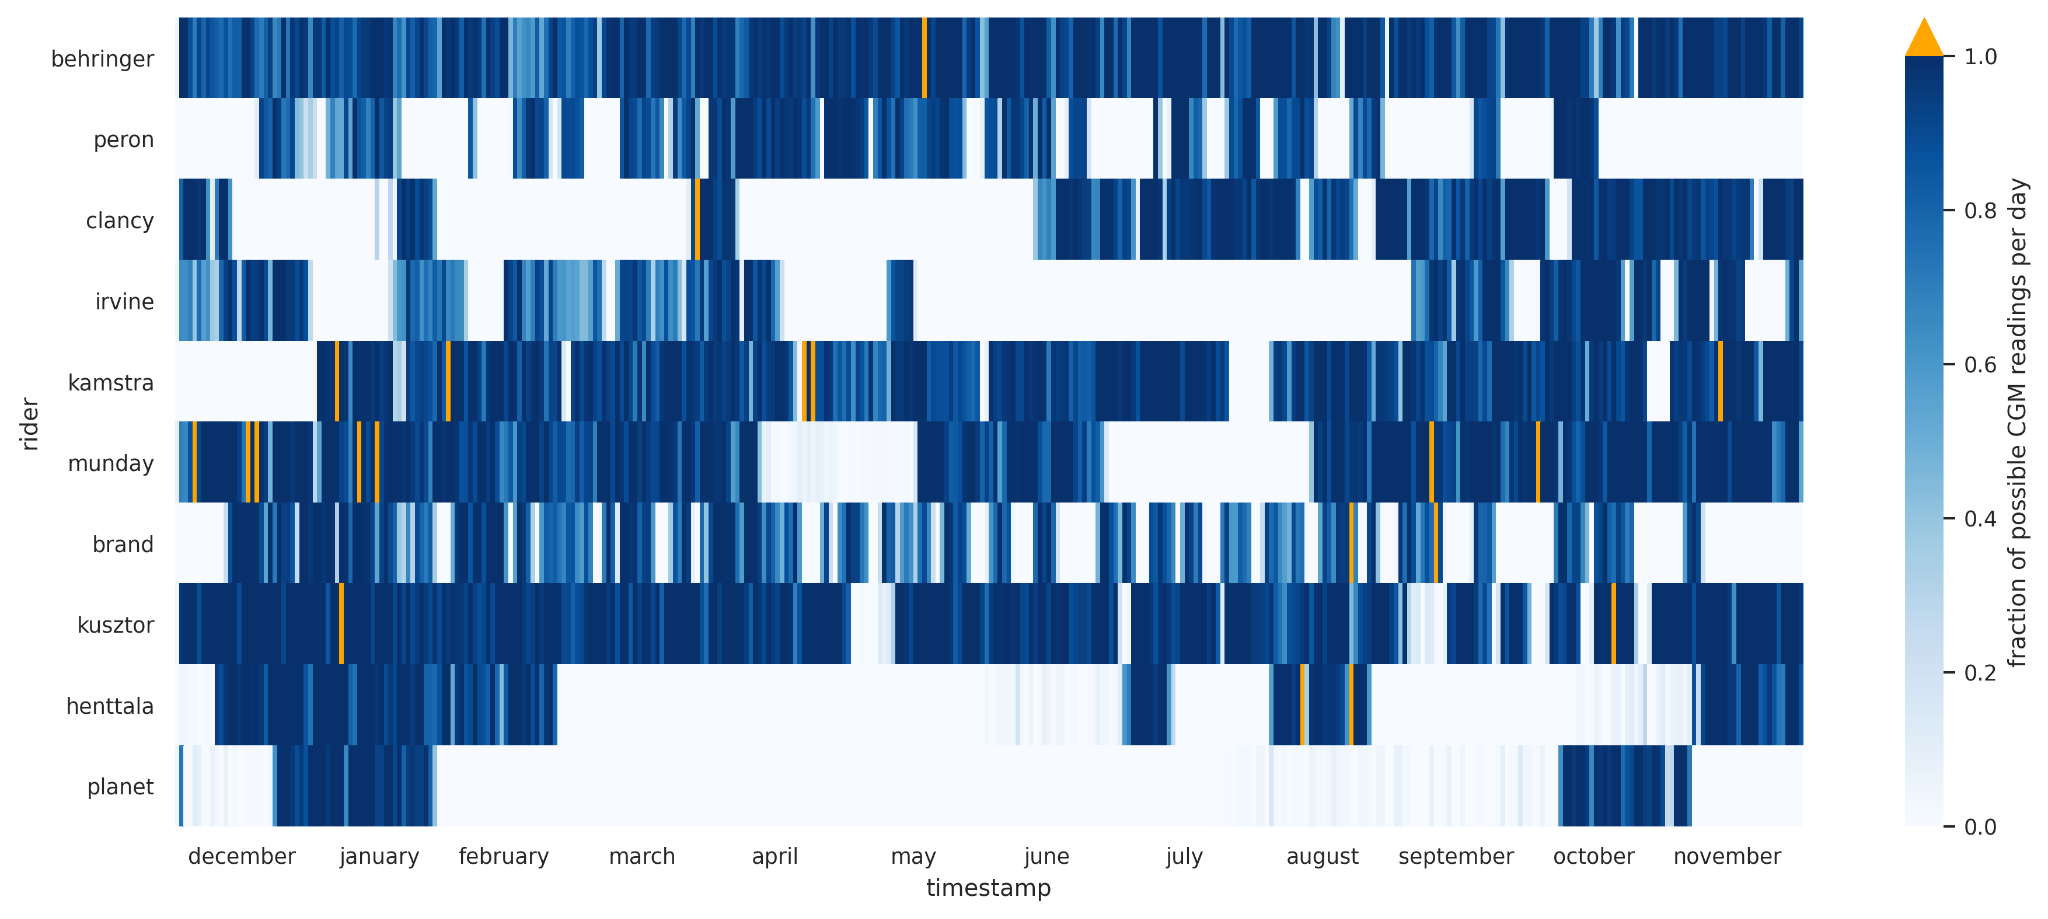 behringer
peron
clancy
irvine
kamstra
munday
brand
kusztor
henttala
planet
rider
december january february march april may june july august september october november
timestamp
1.0
0.8
0.6
0.4
0.2
0.0
fraction of possible CGM readings per day